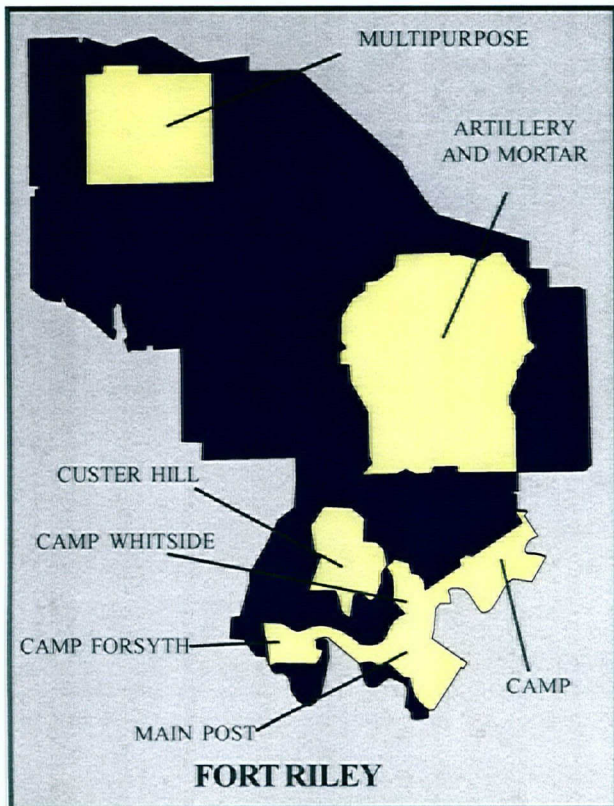 MULTIPURPOSE
ARTILLERY
AND MORTAR
CUSTER HILL
CAMP WHITSIDE
CAMP FORSYTH
CAMP
MAIN POST
FORT RILEY